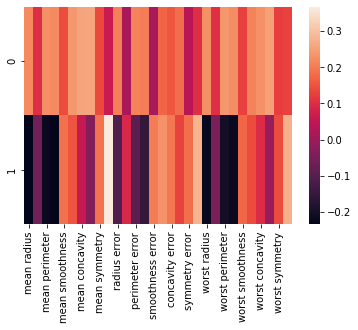 0
1
mean radius
mean perimeter
mean smoothness
mean concavity
mean symmetry
radius error
perimeter error
smoothness error
concavity error
symmetry error
worst radius
worst perimeter
worst smoothness
worst concavity
worst symmetry
0.3
0.2
0.1
0.0
−0.1
−0.2